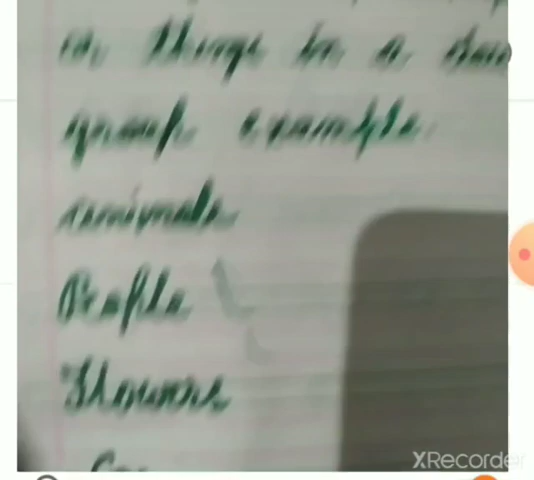 or things in a
group example.
animals
People
Flowers
XRecorder